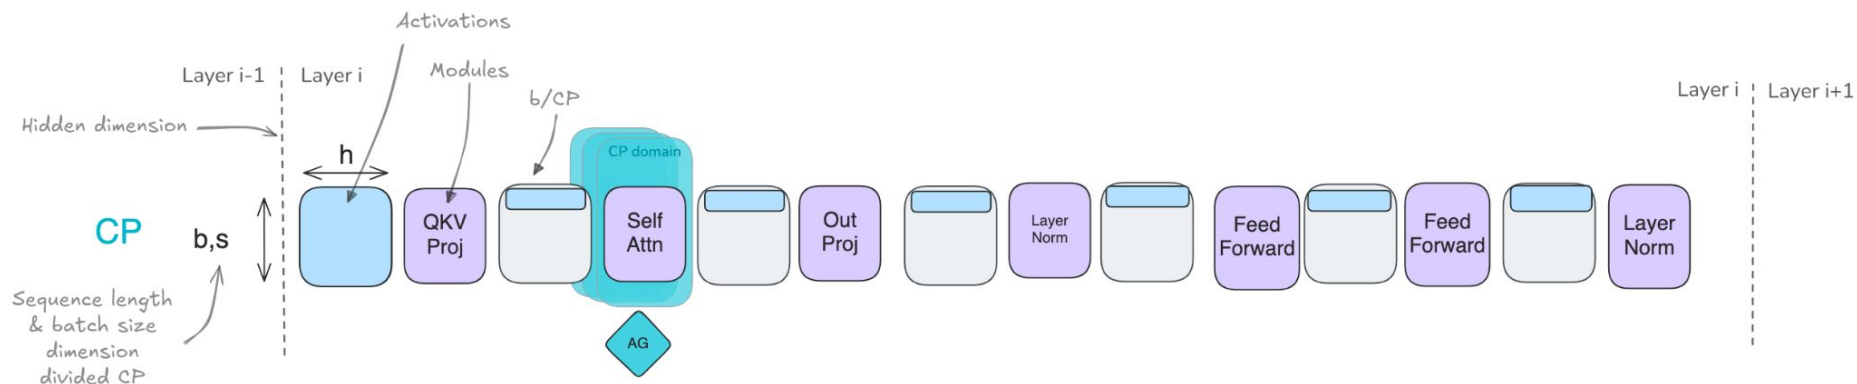 Activations
Layer i-1
Layer i
Modules
b/CP
Layer i
Layer i+1
Hidden dimension
h
CP domain
CP
b,s
QKV
Proj
Self
Attn
Out
Proj
Layer
Norm
Feed
Forward
Feed
Forward
Layer
Norm
Sequence length
& batch size
dimension
divided CP
AG